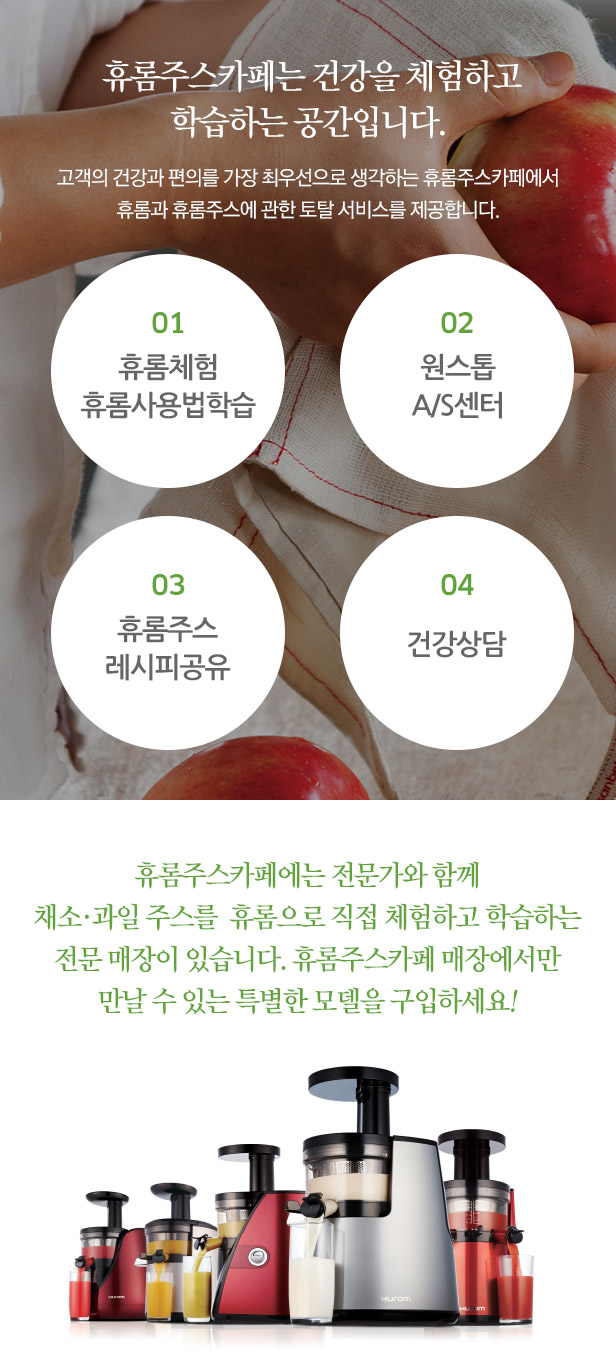 휴롬주스카페는 건강을 체험하고
학습하는 공간입니다.
고객의 건강과 편의를 가장 최우선으로 생각하는 휴롬주스카페에서
휴롬과 휴롬주스에 관한 토탈 서비스를 제공합니다.
01
휴롬체험
휴롬사용법학습
02
원스톱
A/S센터
03
휴롬주스
레시피공유
04
건강상담
휴롬주스카페에는 전문가와 함께
채소·과일 주스를 휴롬으로 직접 체험하고 학습하는
전문 매장이 있습니다. 휴롬주스카페 매장에서만
만날 수 있는 특별한 모델을 구입하세요!
Hurom
Hurom